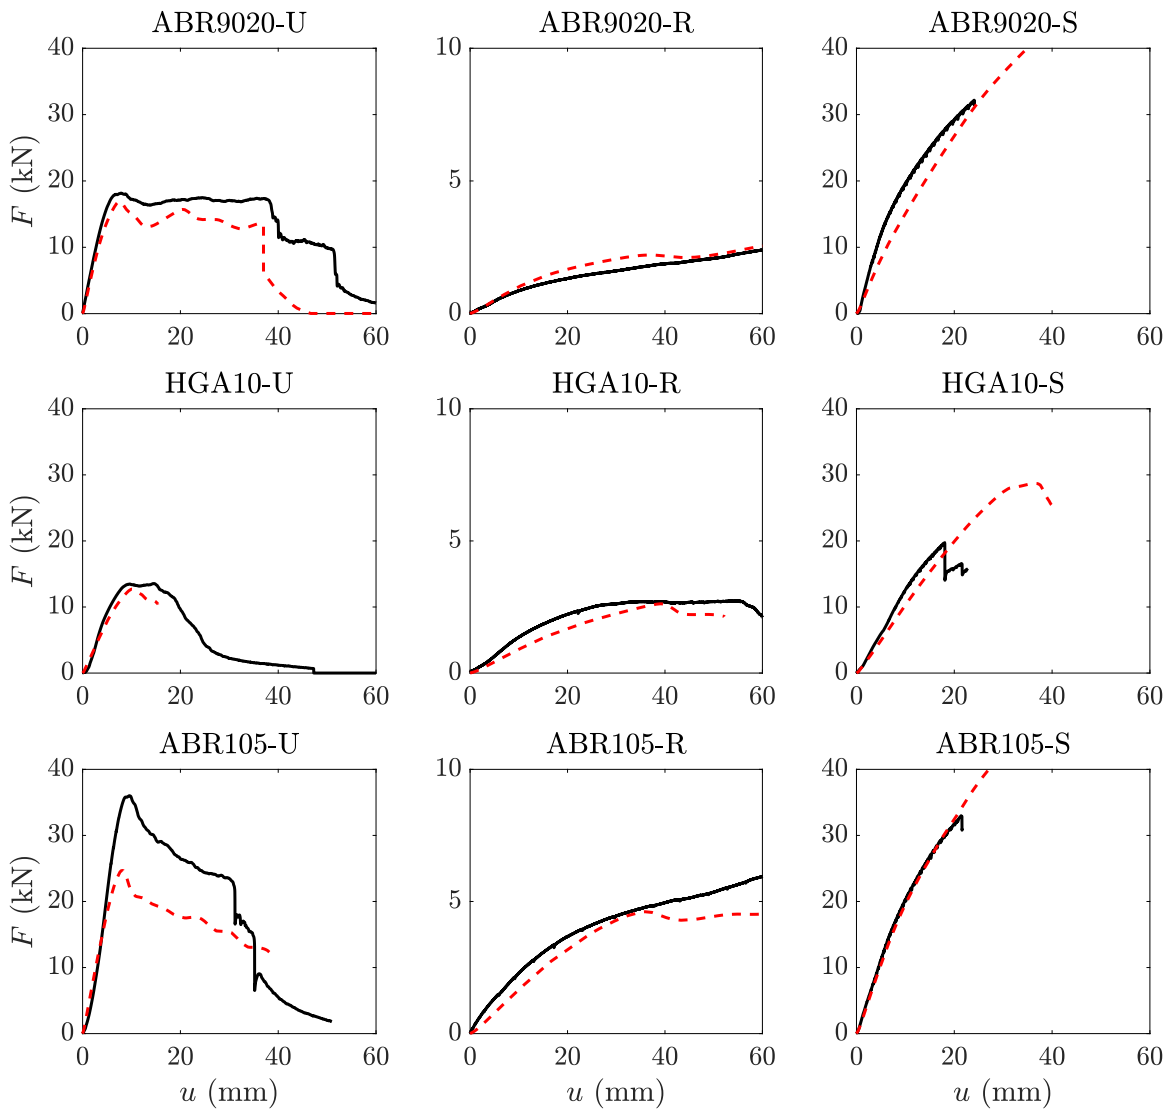 ABR9020-U ABR9020-R ABR9020-S
40 10 40
30 30
F (kN) 20 5 20
10 10
0 0 0
0 20 40 60 0 20 40 60 0 20 40 60
HGA10-U HGA10-R HGA10-S
40 10 40
30 30
F (kN) 20 5 20
10 10
0 0 0
0 20 40 60 0 20 40 60 0 20 40 60
ABR105-U ABR105-R ABR105-S
40 10 40
30 30
F (kN) 20 5 20
10 10
0 0 0
0 20 40 60 0 20 40 60 0 20 40 60
u (mm) u (mm) u (mm)